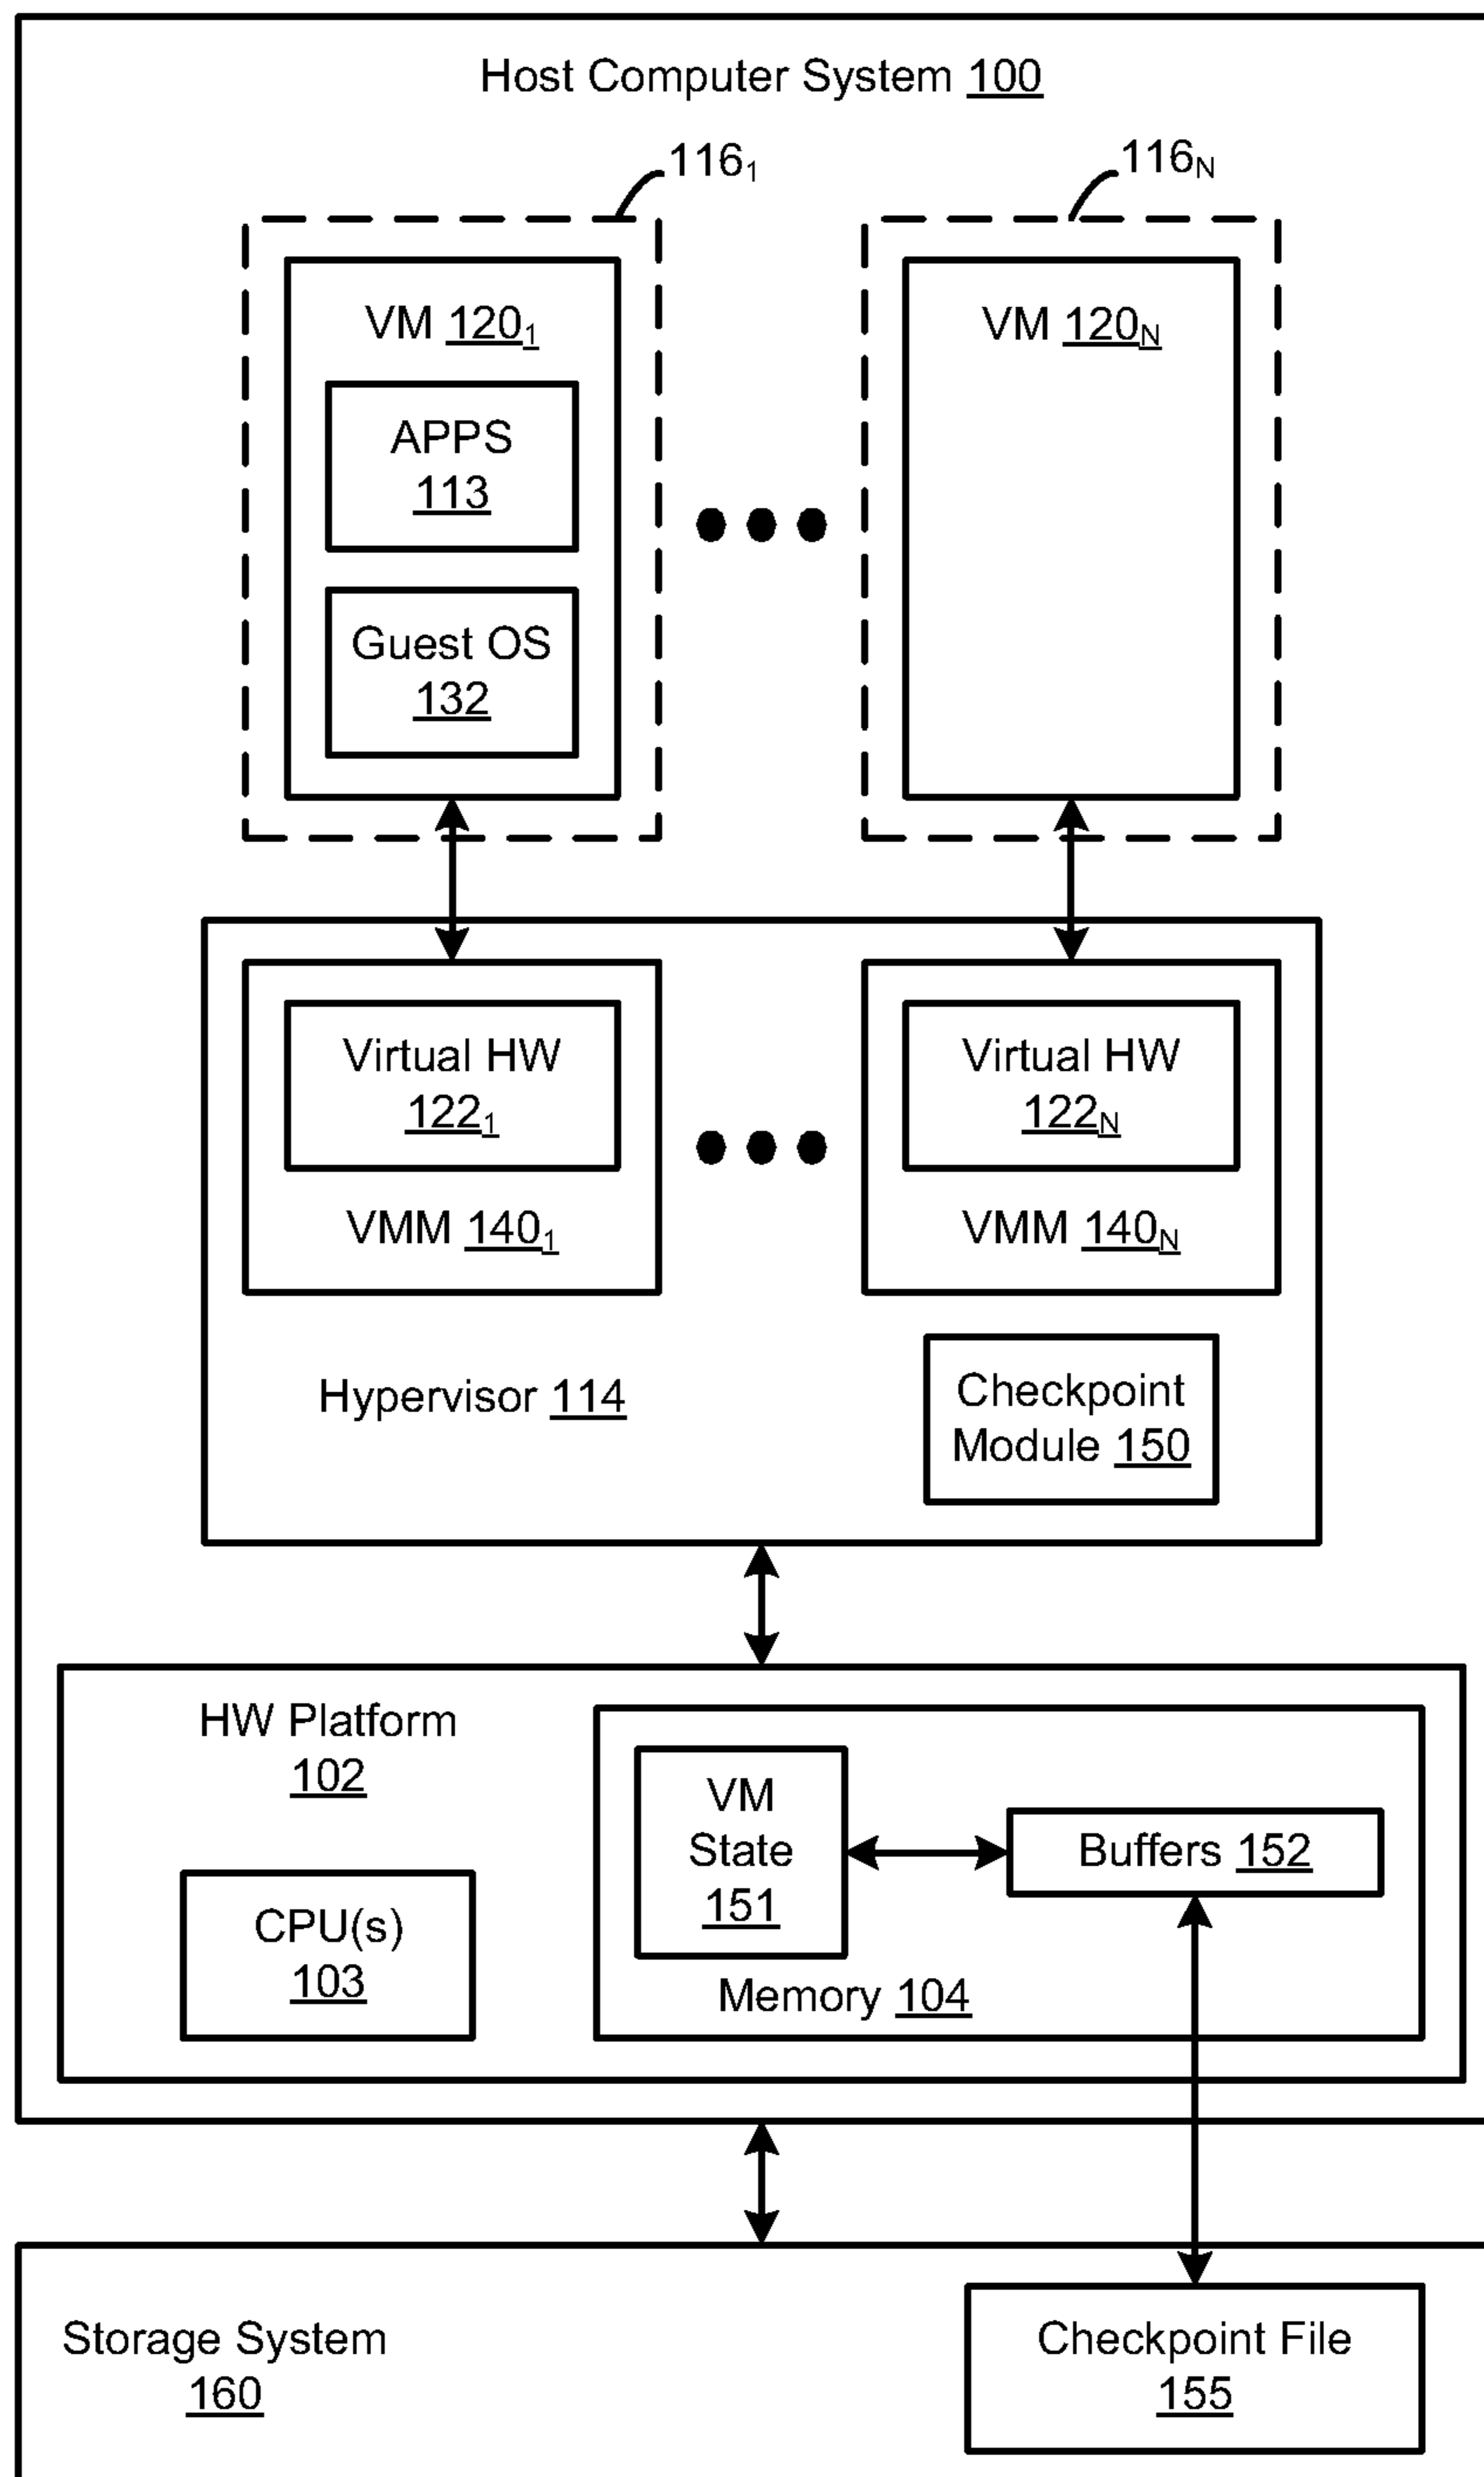 Host Computer System 100
116₁
116N
VM 120₁
VM 120N
APPS
113
Guest OS
132
Virtual HW
122₁
VMM 140₁
Virtual HW
122N
VMM 140N
Hypervisor 114
Checkpoint
Module 150
HW Platform
102
CPU(s)
103
VM
State
151
Buffers 152
Memory 104
Storage System
160
Checkpoint File
155